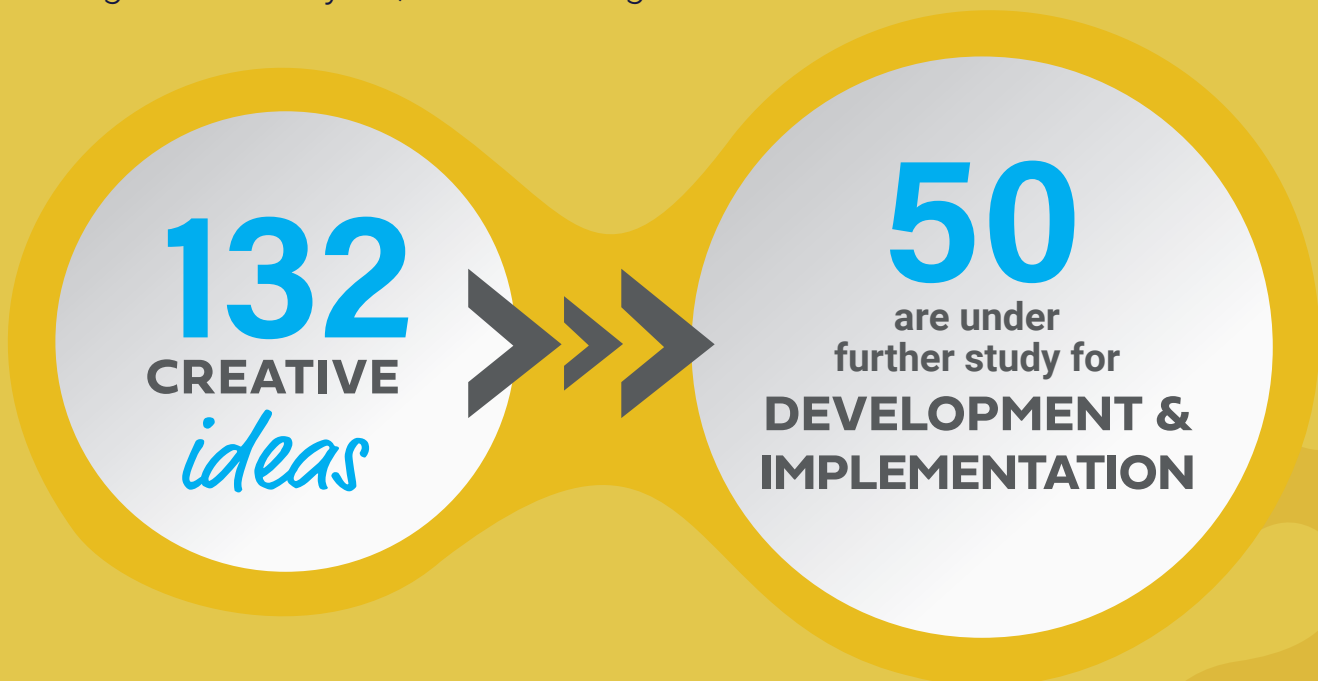 132
CREATIVE
ideas
50
are under
further study for
DEVELOPMENT &
IMPLEMENTATION